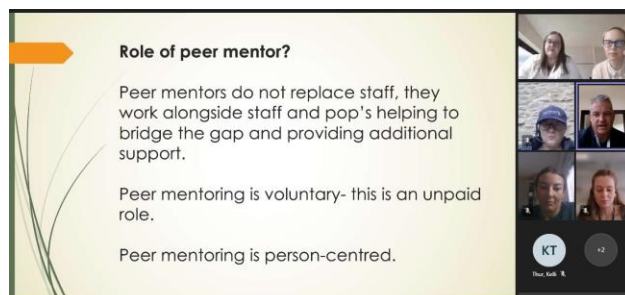 Role of peer mentor?
Peer mentors do not replace staff, they
work alongside staff and pop's helping to
bridge the gap and providing additional
support.
Peer mentoring is voluntary- this is an unpaid
role.
Peer mentoring is person-centred.
KT
+2
Thur, Kelli